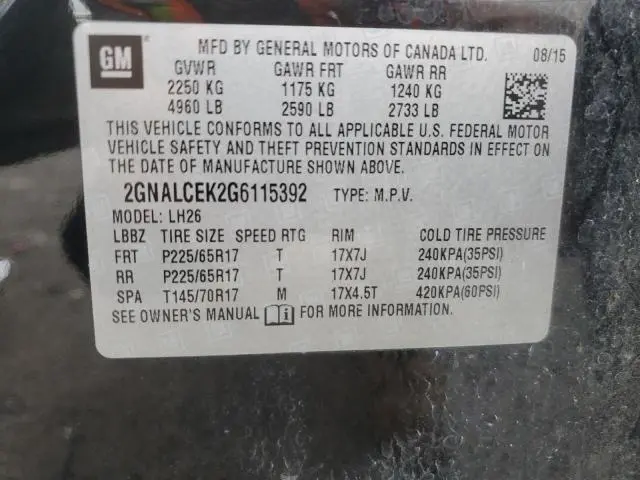 GM MFD BY GENERAL MOTORS OF CANADA LTD. 08/15
GVWR GAWR FRT GAWR RR
2250 KG 1175 KG 1240 KG
4960 LB 2590 LB 2733 LB
THIS VEHICLE CONFORMS TO ALL APPLICABLE U.S. FEDERAL MOTOR
VEHICLE SAFETY AND THEFT PREVENTION STANDARDS IN EFFECT ON
THE DATE OF MANUFACTURE SHOWN ABOVE.
2GNALCEK2G6115392 TYPE: M.P.V.
MODEL: LH26
LBBZ TIRE SIZE SPEED RTG RIM COLD TIRE PRESSURE
FRT P225/65R17 T 17X7J 240KPA(35PSI)
RR P225/65R17 T 17X7J 240KPA(35PSI)
SPA T145/70R17 M 17X4.5T 420KPA(60PSI)
SEE OWNER'S MANUAL i FOR MORE INFORMATION.